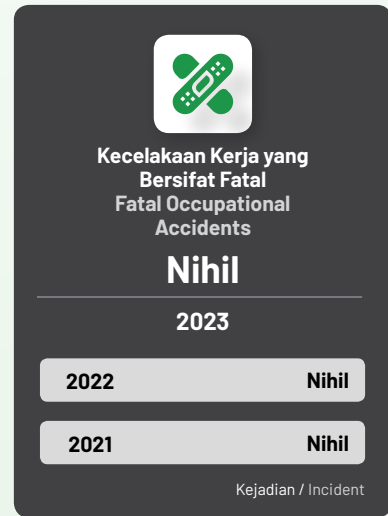 Kecelakaan Kerja yang
Bersifat Fatal
Fatal Occupational
Accidents
Nihil
2023
2022 Nihil
2021 Nihil
Kejadian / Incident